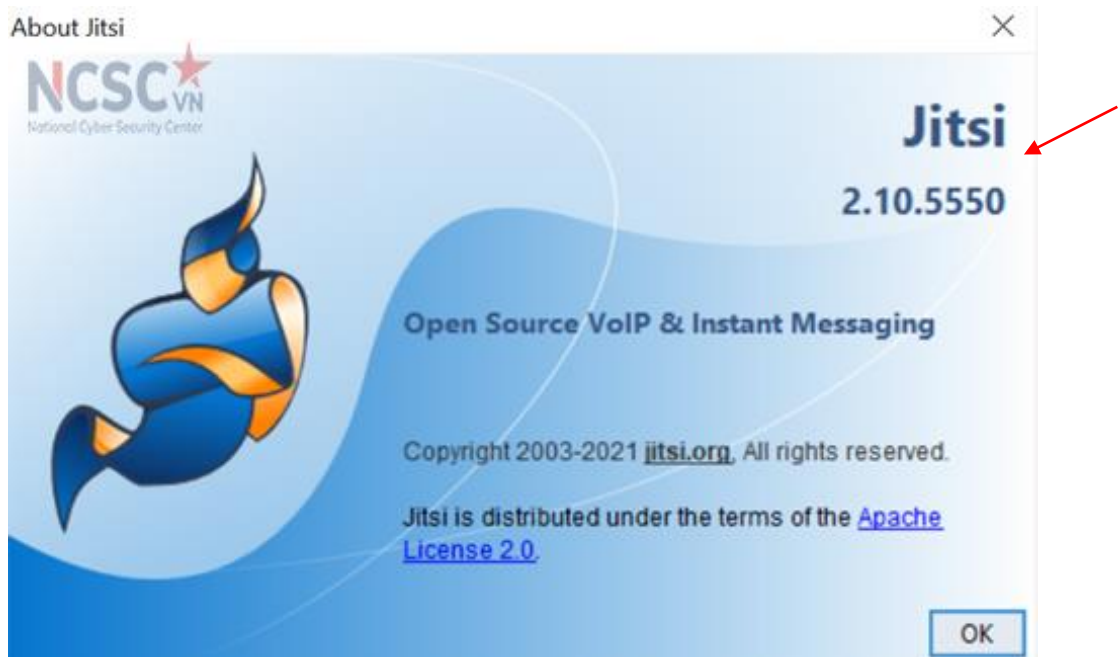 About Jitsi
NCSC
VN
National Cyber Security Center
Jitsi
2.10.5550
Open Source VoIP & Instant Messaging
Copyright 2003-2021 jitsi.org, All rights reserved.
Jitsi is distributed under the terms of the Apache
License 2.0.
OK